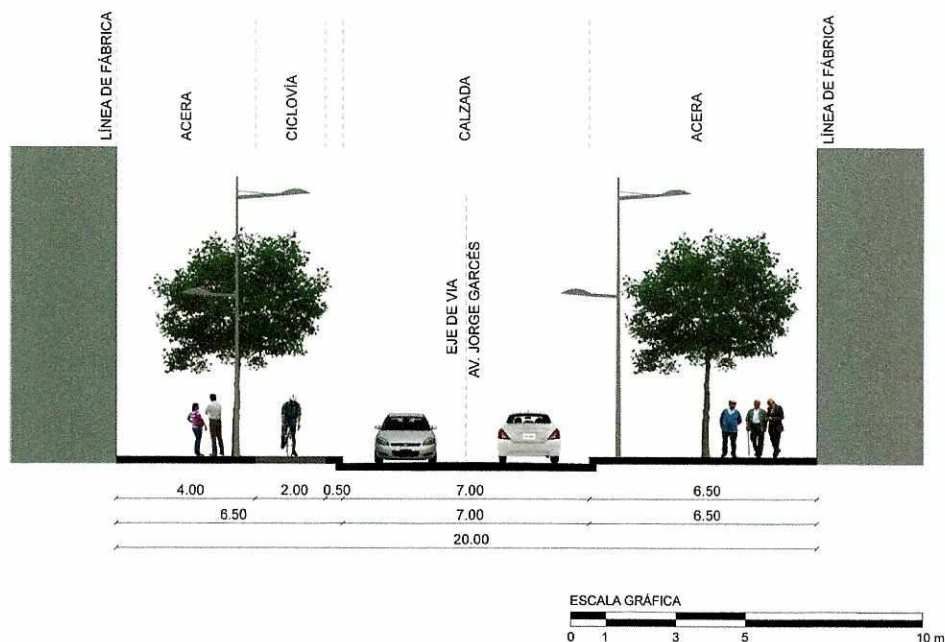 LÍNEA DE FÁBRICA
ACERA
CICLOVÍA
CALZADA
ACERA
LÍNEA DE FÁBRICA
EJE DE VIA
AV. JORGE GARCÉS
4.00 2.00 0.50 7.00 6.50
6.50 7.00 6.50
20.00
ESCALA GRÁFICA
0 1 3 5 10 m